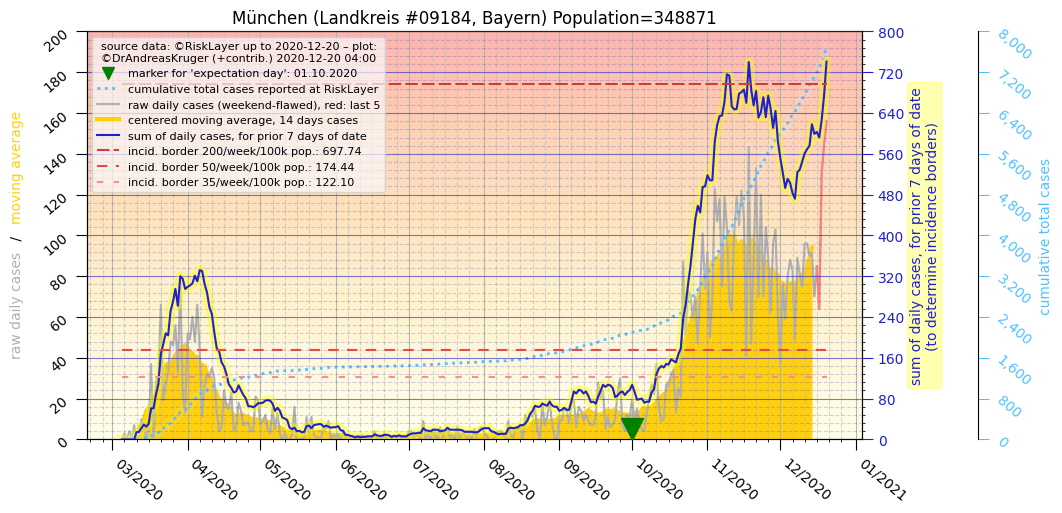 München (Landkreis #09184, Bayern) Population=348871
source data: ©RiskLayer up to 2020-12-20 – plot:
©DrAndreasKruger (+contrib.) 2020-12-20 04:00
marker for 'expectation day': 01.10.2020
cumulative total cases reported at RiskLayer
raw daily cases (weekend-flawed), red: last 5
centered moving average, 14 days cases
sum of daily cases, for prior 7 days of date
incid. border 200/week/100k pop.: 697.74
incid. border 50/week/100k pop.: 174.44
incid. border 35/week/100k pop.: 122.10
raw daily cases / moving average
200
180
160
140
120
100
80
60
40
20
0
03/2020
04/2020
05/2020
06/2020
07/2020
08/2020
09/2020
10/2020
11/2020
12/2020
01/2021
800
720
640
560
480
400
320
240
160
80
0
sum of daily cases, for prior 7 days of date
(to determine incidence borders)
8,000
7,200
6,400
5,600
4,800
4,000
3,200
2,400
1,600
800
0
cumulative total cases